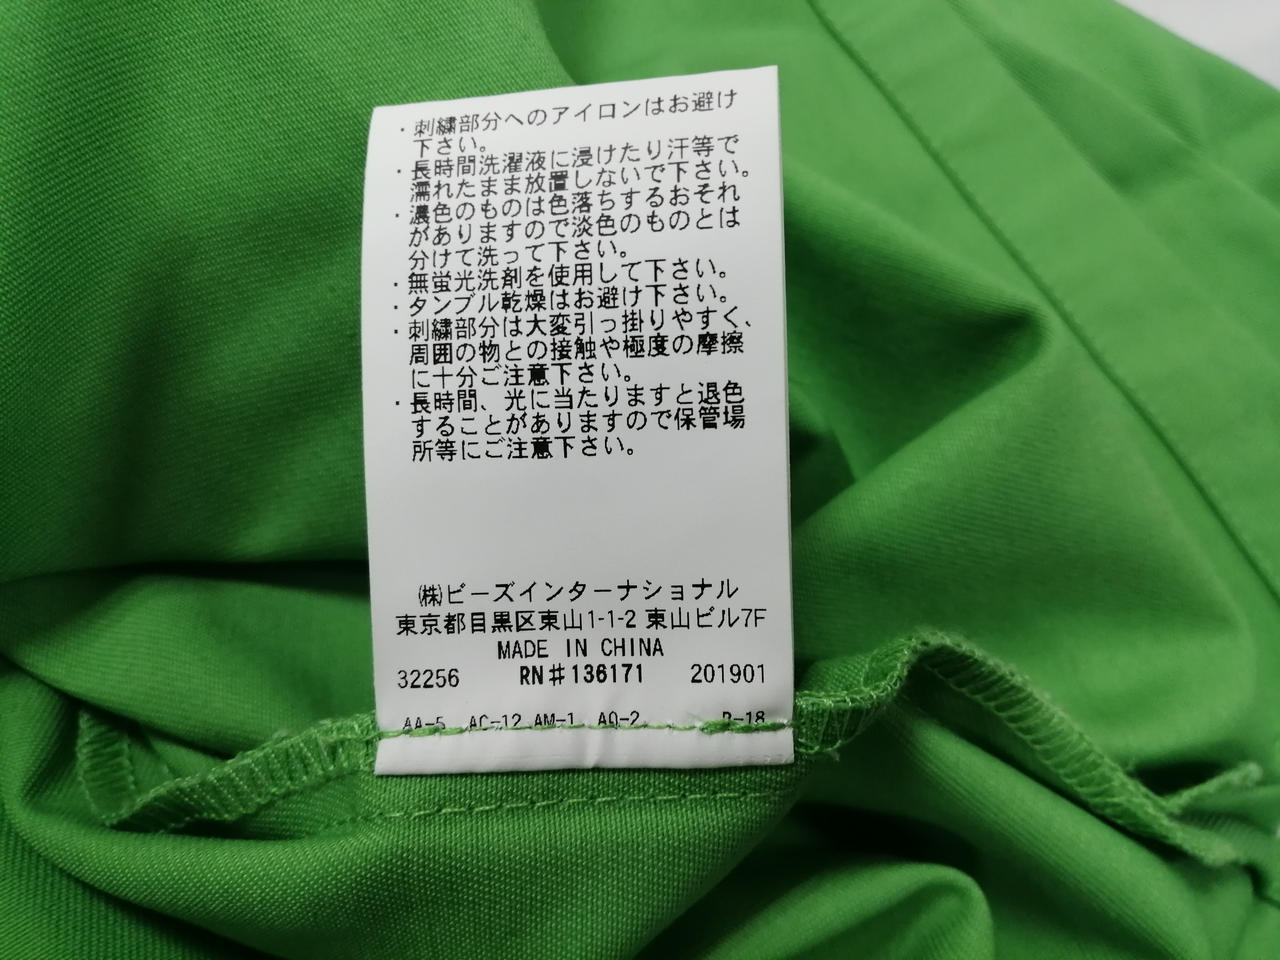 ・刺繍部分へのアイロンはお避け
下さい。
・長時間洗濯液に浸けたり汗等で
濡れたまま放置しないで下さい。
・濃色のものは色落ちするおそれ
がありますので淡色のものとは
分けて洗って下さい。
・無蛍光洗剤を使用して下さい。
・タンブル乾燥はお避け下さい。
・刺繍部分は大変引っ掛りやすく、
周囲の物との接触や極度の摩擦
に十分ご注意下さい。
・長時間、光に当たりますと退色
することがありますので保管場
所等にご注意下さい。
㈱ビーズインターナショナル
東京都目黒区東山1-1-2 東山ビル7F
MADE IN CHINA
32256 RN#136171 201901
AA-5 AC-12 AM-1 AQ-2